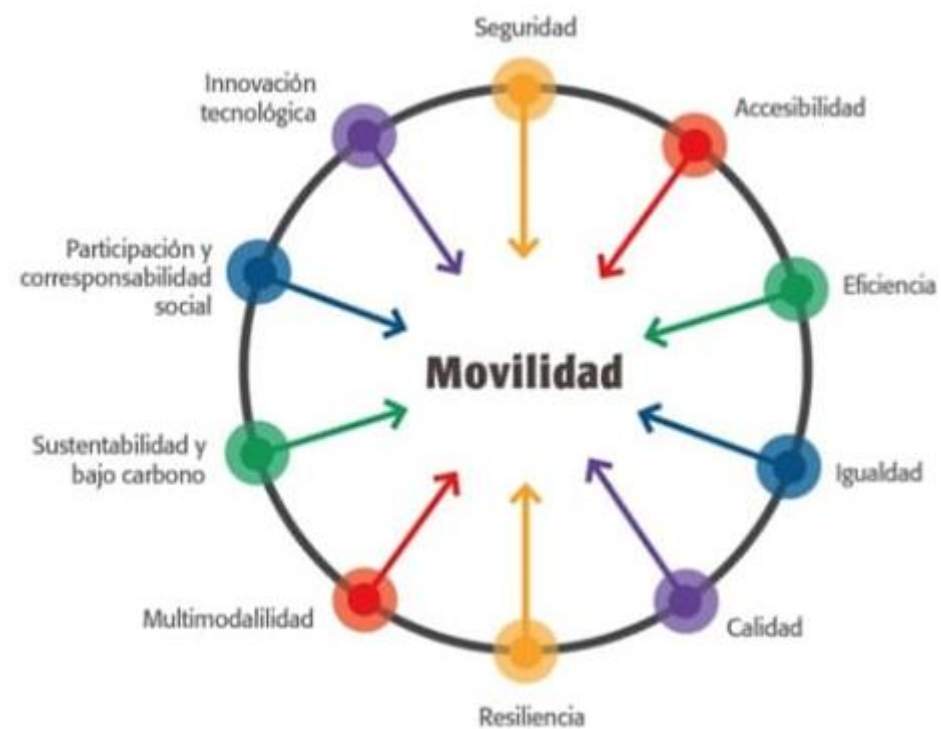 Seguridad
Accesibilidad
Eficiencia
Igualdad
Calidad
Resiliencia
Multimodalilidad
Sustentabilidad y
bajo carbono
Participación y
corresponsabilidad
social
Innovación
tecnológica
Movilidad